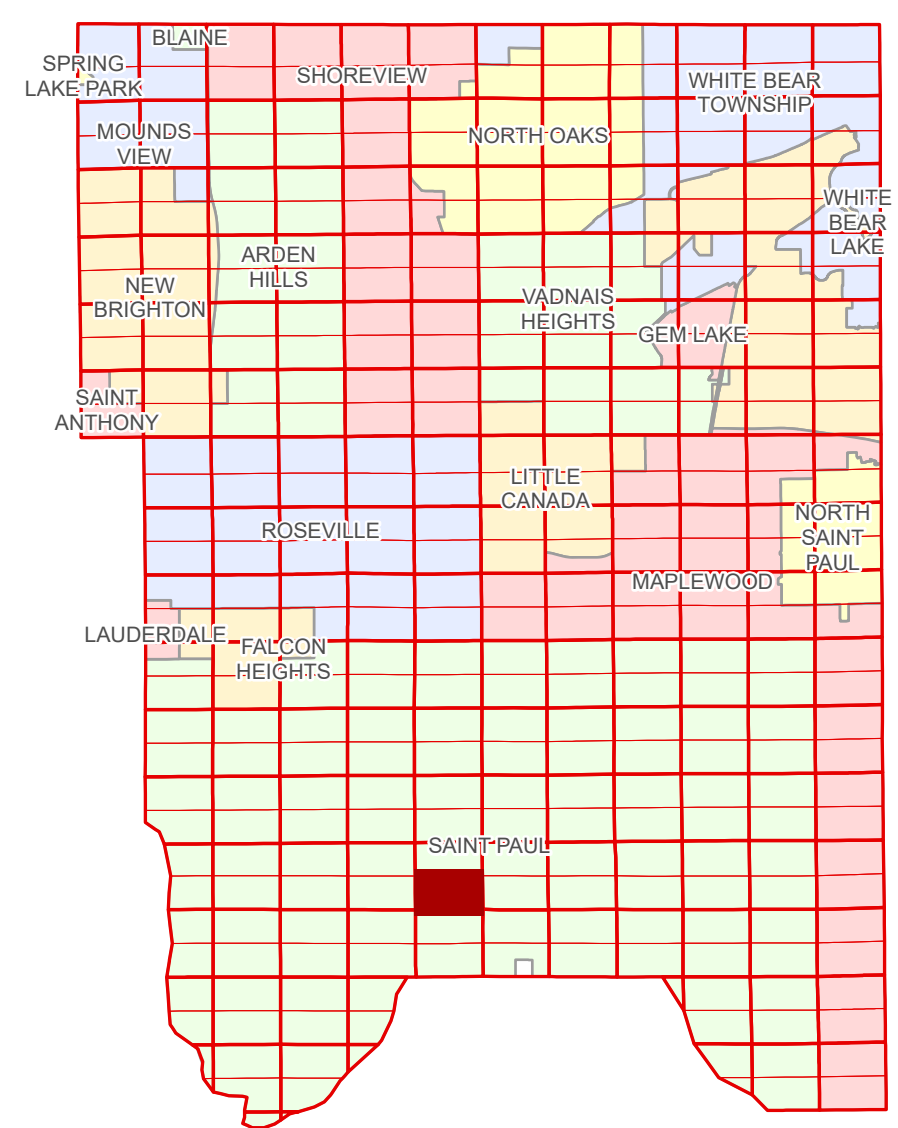 BLAINE
SPRING
LAKE PARK
SHOREVIEW
WHITE BEAR
TOWNSHIP
MOUNDS
VIEW
NORTH OAKS
WHITE
BEAR
LAKE
ARDEN
HILLS
NEW
BRIGHTON
VADNAIS
HEIGHTS
GEM LAKE
SAINT
ANTHONY
LITTLE
CANADA
NORTH
SAINT
PAUL
ROSEVILLE
MAPLEWOOD
LAUDERDALE
FALCON
HEIGHTS
SAINT PAUL